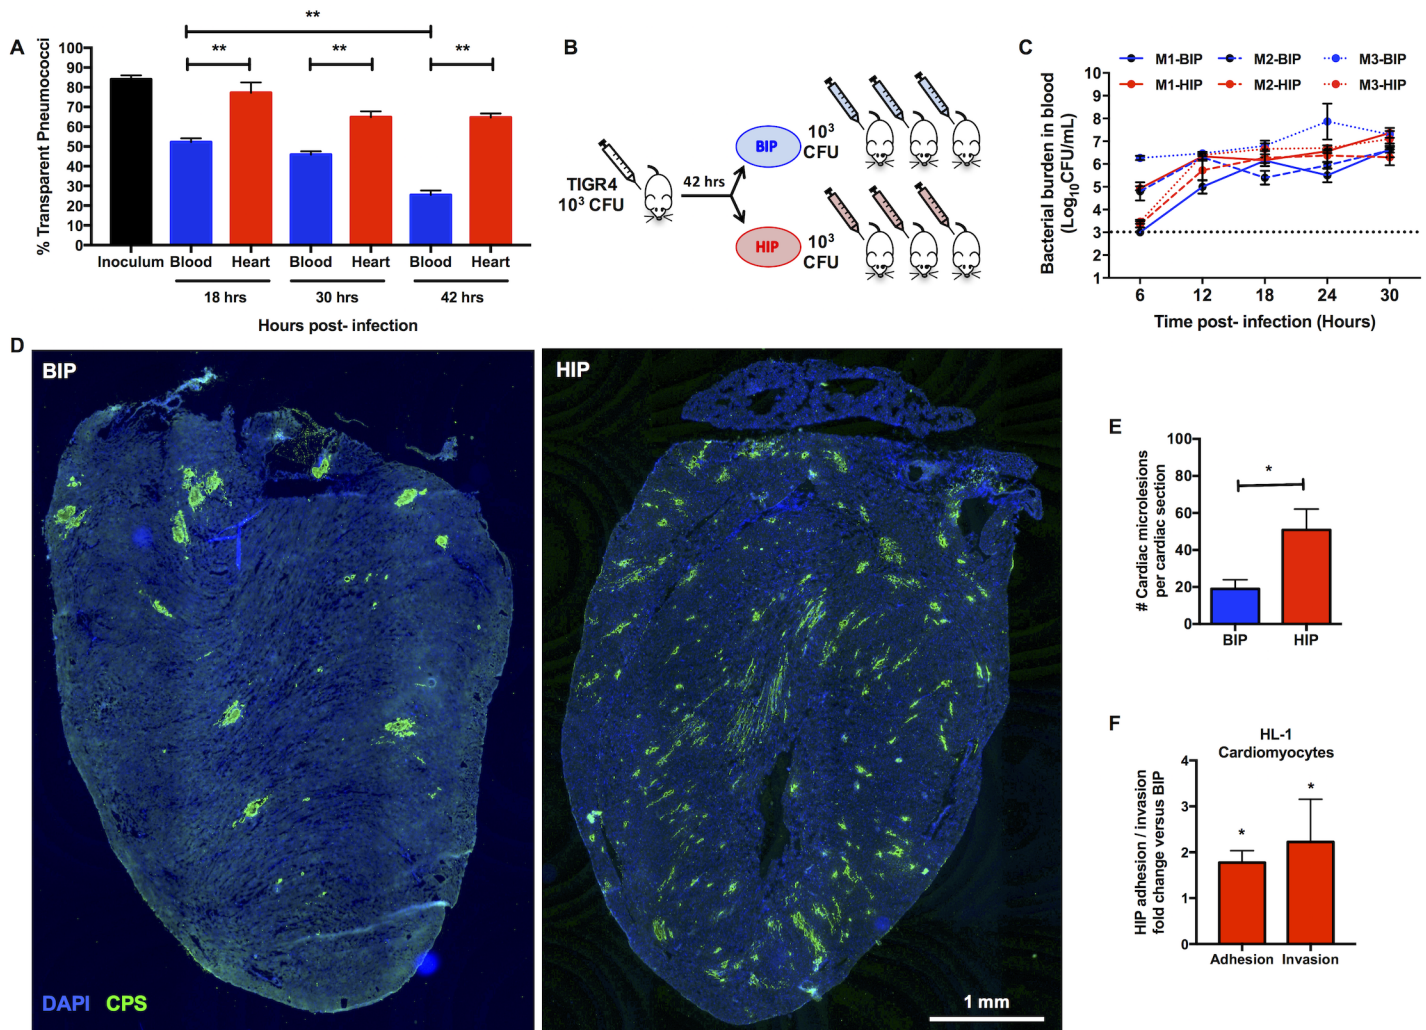 A
**
**
**
**
100
90
80
70
60
50
40
30
20
10
0
% Transparent Pneumococci
Inoculum Blood Heart Blood Heart Blood Heart
18 hrs 30 hrs 42 hrs
Hours post- infection
B
TIGR4
10³ CFU
42 hrs
BIP
10³
CFU
HIP
10³
CFU
C
M1-BIP M2-BIP M3-BIP
M1-HIP M2-HIP M3-HIP
10
9
8
7
6
5
4
3
2
1
Bacterial burden in blood
(Log₁₀CFU/mL)
6 12 18 24 30
Time post- infection (Hours)
D
BIP
DAPI CPS
HIP
1 mm
E
100
80
60
40
20
0
# Cardiac microlesions
per cardiac section
*
BIP HIP
F
HL-1
Cardiomyocytes
4
3
2
1
0
HIP adhesion / invasion
fold change versus BIP
*
*
Adhesion Invasion